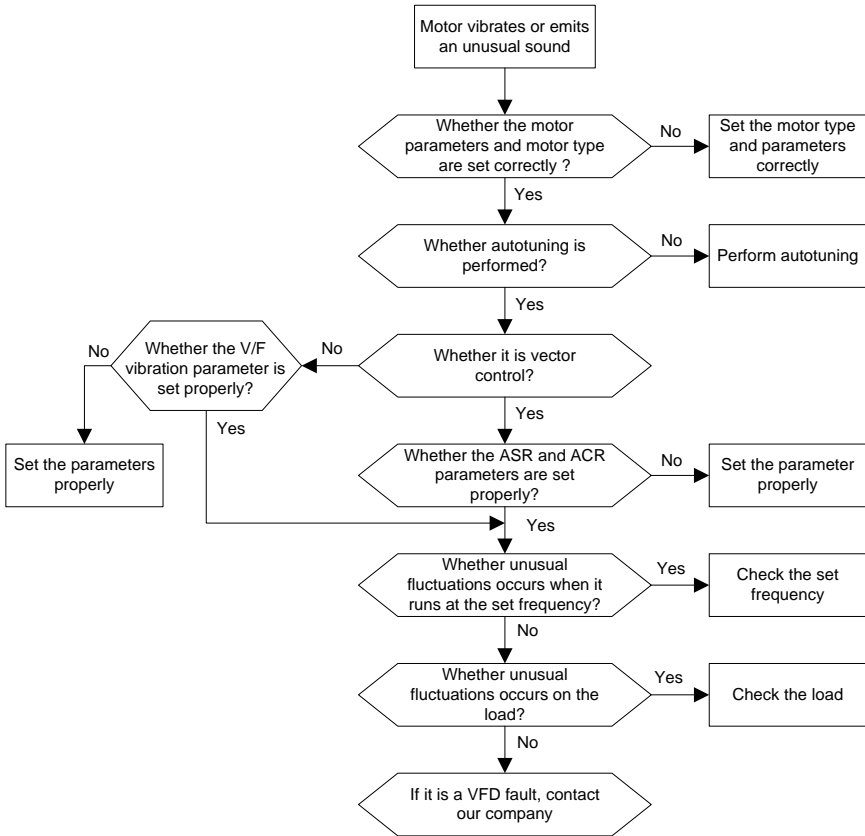 Motor vibrates or emits
an unusual sound
Whether the motor
parameters and motor type
are set correctly ?
No
Set the motor type
and parameters
correctly
Yes
Whether autotuning is
performed?
No
Perform autotuning
Yes
Whether it is vector
control?
No
Whether the V/F
vibration parameter is
set properly?
No
Set the parameters
properly
Yes
Yes
Whether the ASR and ACR
parameters are set
properly?
No
Set the parameter
properly
Yes
Whether unusual
fluctuations occurs when it
runs at the set frequency?
Yes
Check the set
frequency
No
Whether unusual
fluctuations occurs on the
load?
Yes
Check the load
No
If it is a VFD fault, contact
our company